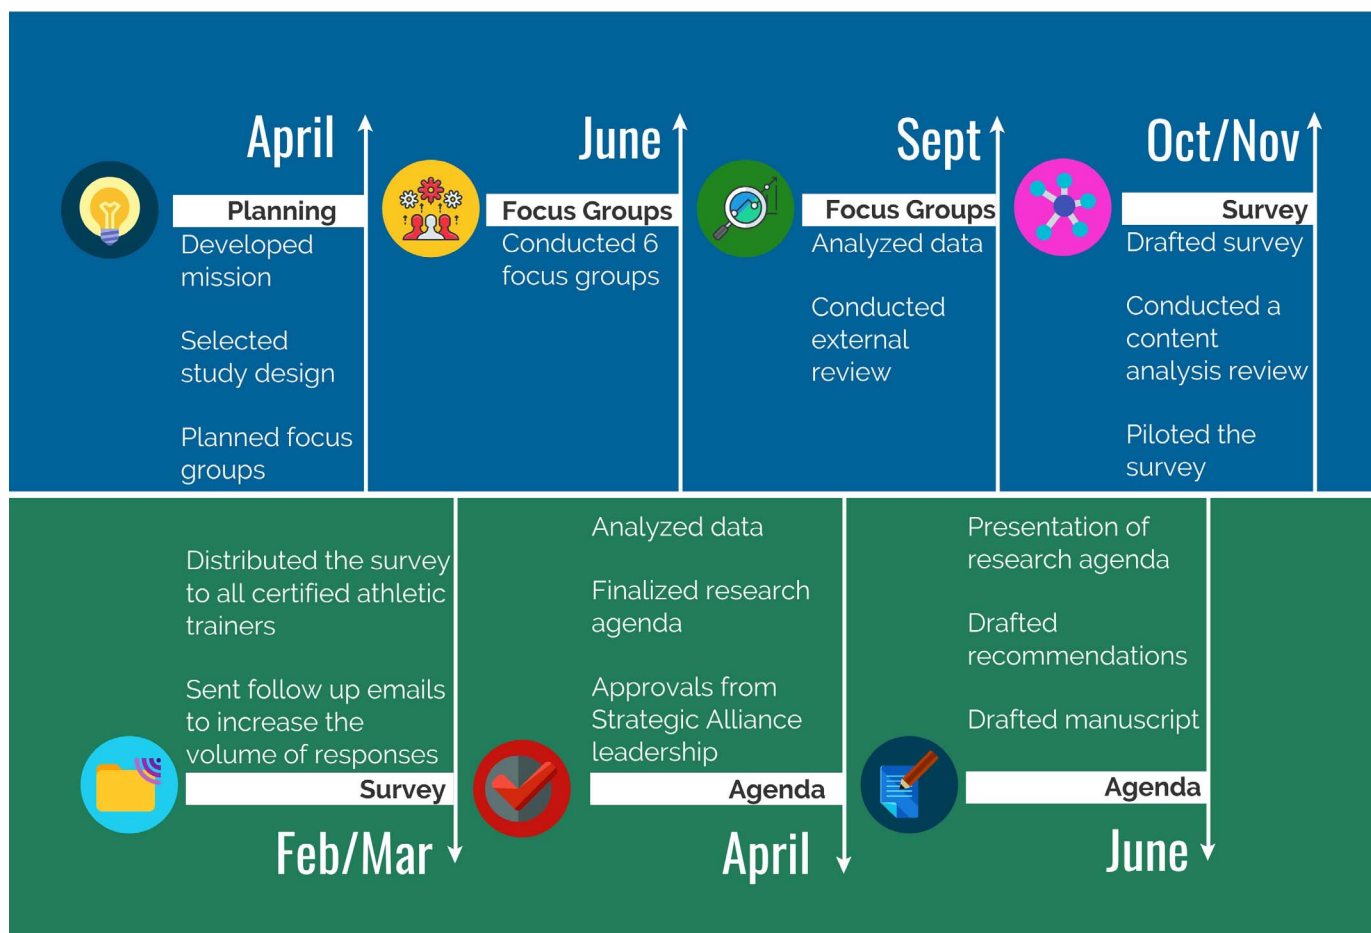 April
Planning
Developed
mission
Selected
study design
Planned focus
groups
June
Focus Groups
Conducted 6
focus groups
Sept
Focus Groups
Analyzed data
Conducted
external
review
Oct/Nov
Survey
Drafted survey
Conducted a
content
analysis review
Piloted the
survey
Distributed the survey
to all certified athletic
trainers
Sent follow up emails
to increase the
volume of responses
Survey
Feb/Mar
Analyzed data
Finalized research
agenda
Approvals from
Strategic Alliance
leadership
Agenda
April
Presentation of
research agenda
Drafted
recommendations
Drafted manuscript
Agenda
June